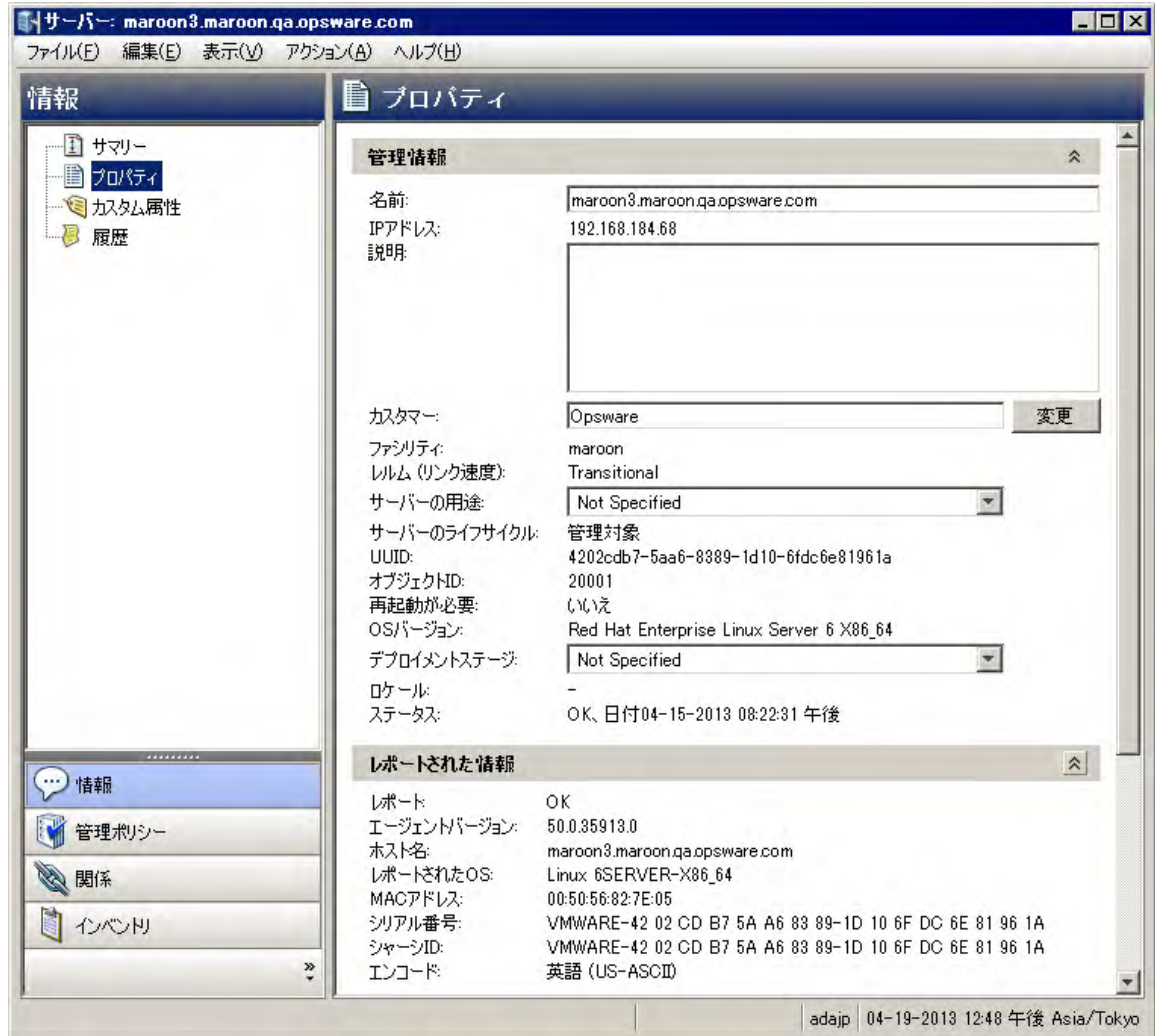 サーバー: maroon3.maroon.qa.opsware.com
ファイル(F) 編集(E) 表示(V) アクション(A) ヘルプ(H)
情報
サマリー
プロパティ
カスタム属性
履歴
情報
管理ポリシー
関係
インベントリ
プロパティ
管理情報
名前: maroon3.maroon.qa.opsware.com
IPアドレス: 192.168.184.68
説明:
カスタマー: Opsware 変更
ファシリティ: maroon
レルム (リンク速度): Transitional
サーバーの用途: Not Specified
サーバーのライフサイクル: 管理対象
UUID: 4202cdb7-5aa6-8389-1d10-6fdc6e81961a
オブジェクトID: 20001
再起動が必要: いいえ
OSバージョン: Red Hat Enterprise Linux Server 6 X86_64
デプロイメントステージ: Not Specified
ロケール: -
ステータス: OK、日付04-15-2013 08:22:31 午後
レポートされた情報
レポート: OK
エージェントバージョン: 50.0.35913.0
ホスト名: maroon3.maroon.qa.opsware.com
レポートされたOS: Linux 6SERVER-X86_64
MACアドレス: 00:50:56:82:7E:05
シリアル番号: VMWARE-42 02 CD B7 5A A6 83 89-1D 10 6F DC 6E 81 96 1A
シャーシID: VMWARE-42 02 CD B7 5A A6 83 89-1D 10 6F DC 6E 81 96 1A
エンコード: 英語 (US-ASCII)
adajp 04-19-2013 12:48 午後 Asia/Tokyo